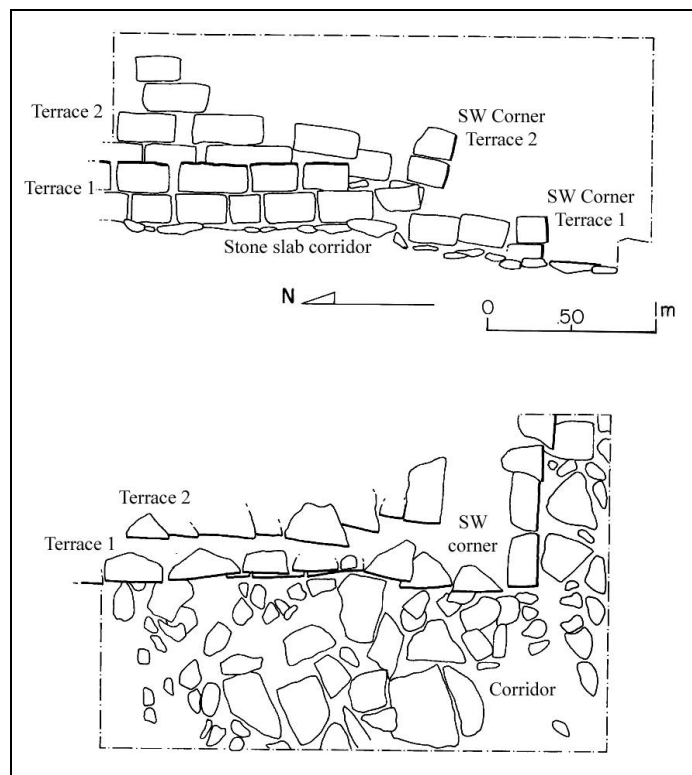 Terrace 2
SW Corner
Terrace 2
Terrace 1
SW Corner
Terrace 1
Stone slab corridor
N
0 .50 m
Terrace 2
Terrace 1
SW
corner
Corridor